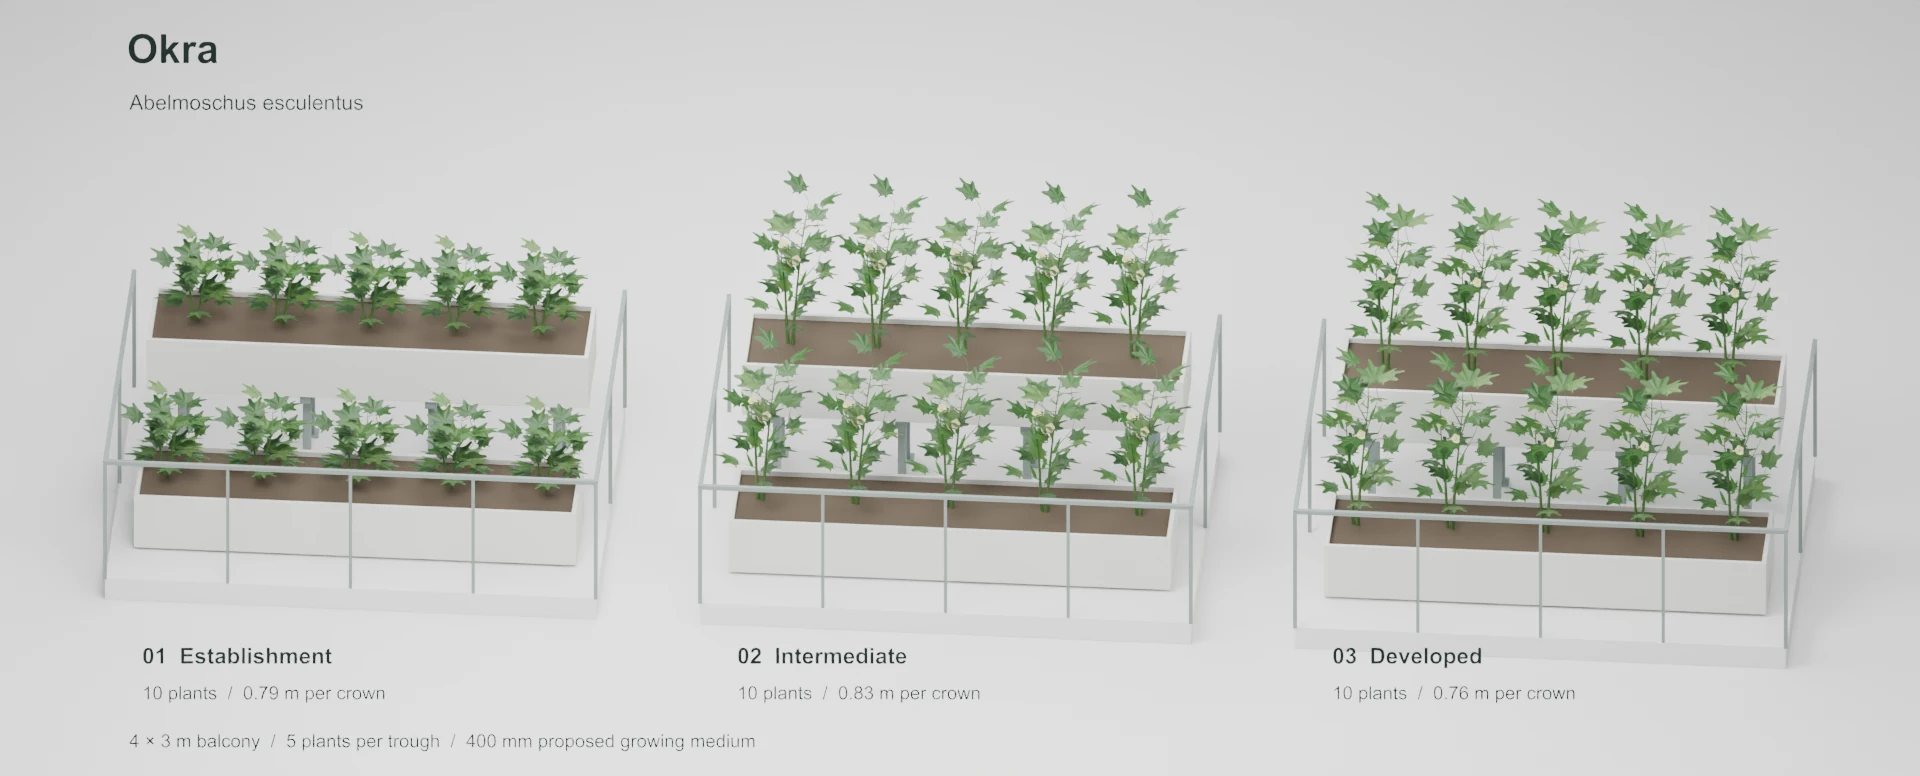 Okra
Abelmoschus esculentus
01 Establishment
10 plants / 0.79 m per crown
02 Intermediate
10 plants / 0.83 m per crown
03 Developed
10 plants / 0.76 m per crown
4 × 3 m balcony / 5 plants per trough / 400 mm proposed growing medium